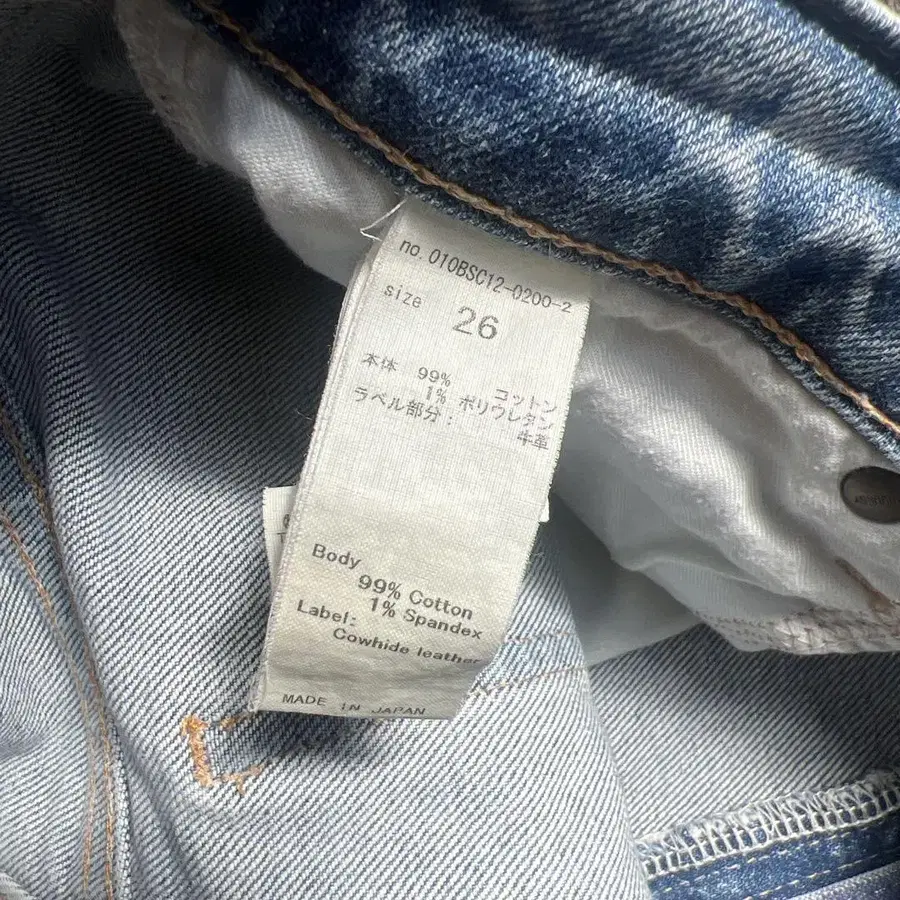 no.010BSC12-0200-2
size 26
本体 99% コットン
1% ポリウレタン
ラベル部分: 牛革
Body
99% Cotton
1% Spandex
Label:
Cowhide leather
MADE IN JAPAN